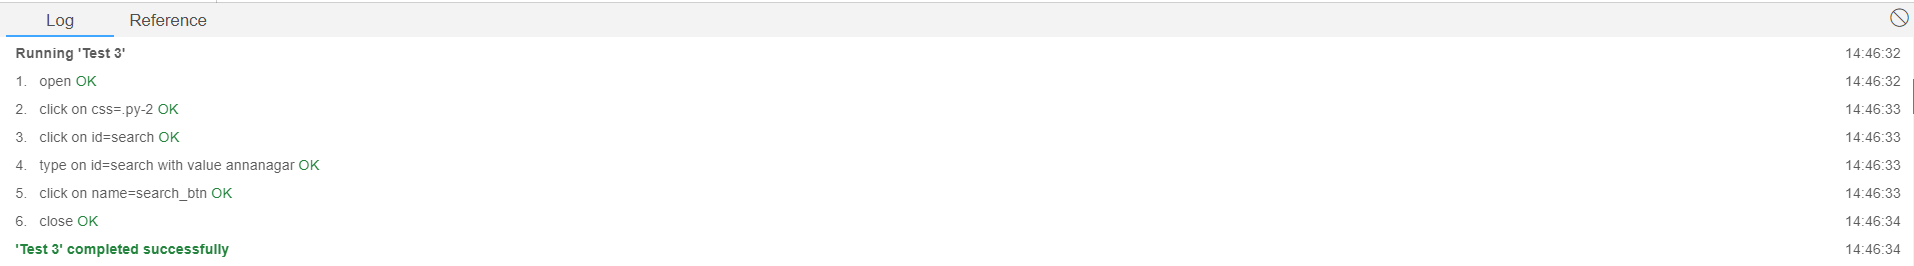 Log Reference
Running 'Test 3' 14:46:32
1. open OK 14:46:32
2. click on css=.py-2 OK 14:46:33
3. click on id=search OK 14:46:33
4. type on id=search with value annanagar OK 14:46:33
5. click on name=search_btn OK 14:46:33
6. close OK 14:46:34
'Test 3' completed successfully 14:46:34